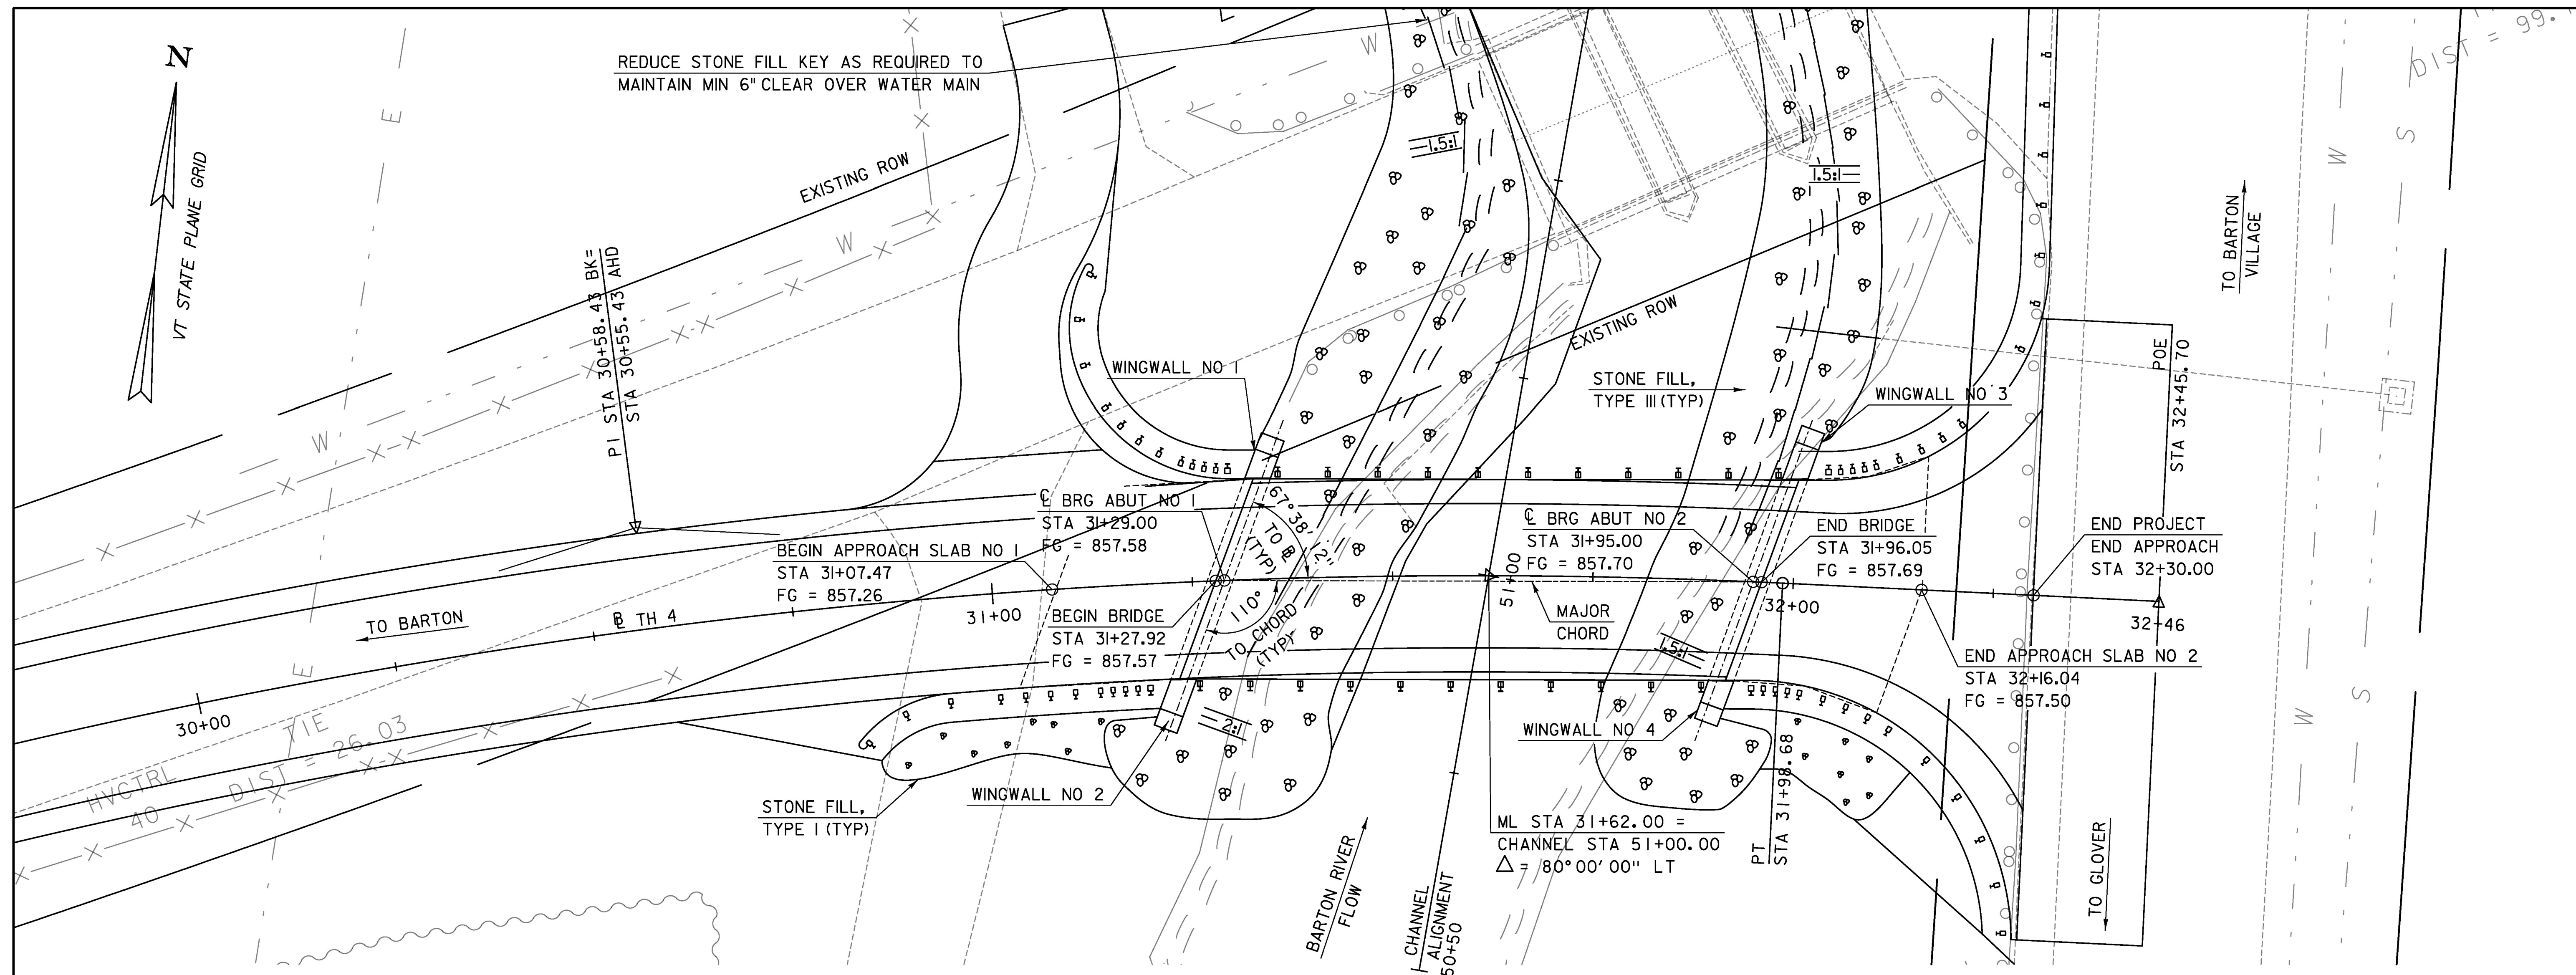 N
VT STATE PLANE GRID
REDUCE STONE FILL KEY AS REQUIRED TO
MAINTAIN MIN 6" CLEAR OVER WATER MAIN
EXISTING ROW
E
W
W
W
PI STA 30+58.43 BK=
STA 30+55.43 AHD
1.5:1
1.5:1
W
S
DIST = 99.
TO BARTON
VILLAGE
EXISTING ROW
WINGWALL NO 1
STONE FILL,
TYPE III (TYP)
WINGWALL NO 3
POE
STA 32+45.70
℄ BRG ABUT NO 1
STA 31+29.00
FG = 857.58
67°38'12"
TO ℄
(TYP)
℄ BRG ABUT NO 2
STA 31+95.00
FG = 857.70
END BRIDGE
STA 31+96.05
FG = 857.69
END PROJECT
END APPROACH
STA 32+30.00
BEGIN APPROACH SLAB NO 1
STA 31+07.47
FG = 857.26
31+00
BEGIN BRIDGE
STA 31+27.92
FG = 857.57
110°
TO CHORD
(TYP)
51+00
MAJOR
CHORD
32+00
32+46
TO BARTON
TH 4
E
30+00
END APPROACH SLAB NO 2
STA 32+16.04
FG = 857.50
1.5:1
2:1
TIE
HVCTRL
40
DIST = 26.03
STONE FILL,
TYPE I (TYP)
WINGWALL NO 2
WINGWALL NO 4
ML STA 31+62.00 =
CHANNEL STA 51+00.00
△ = 80°00'00" LT
PT
STA 31+98.68
BARTON RIVER
FLOW
CHANNEL
ALIGNMENT
50+50
TO GLOVER
W
S